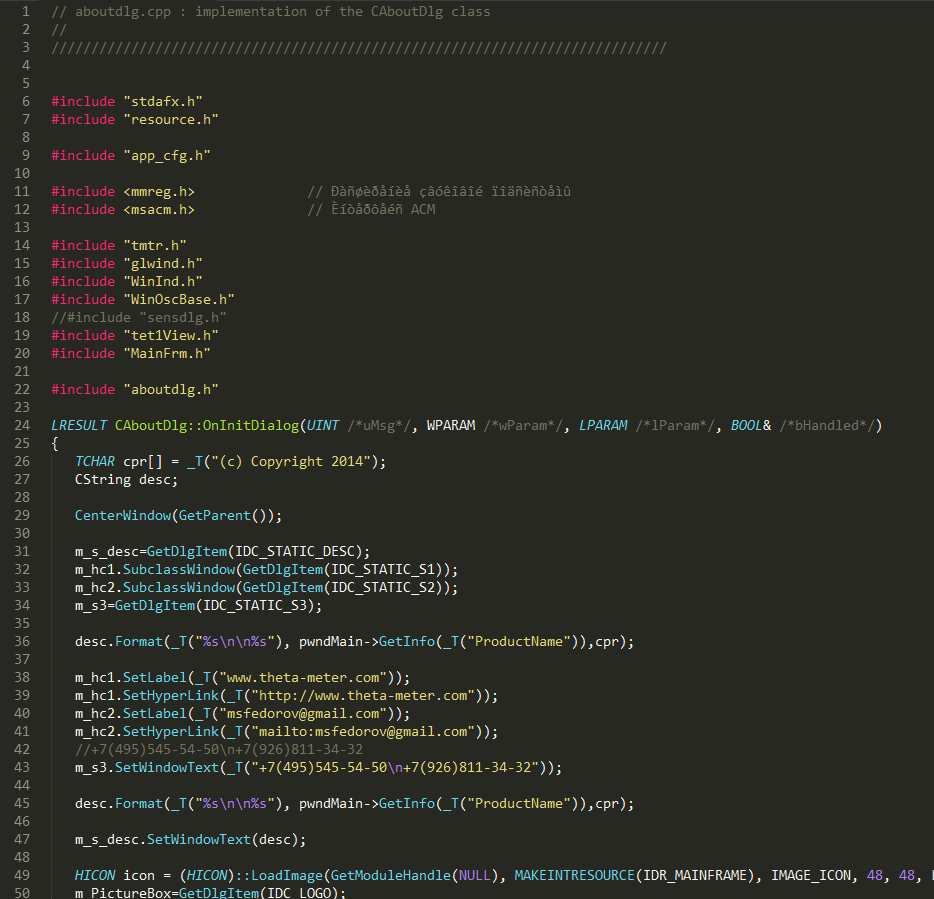 1 // aboutdlg.cpp : implementation of the CAboutDlg class
2 //
3 /////////////////////////////////////////////////////////////////////////////
4
5
6 #include "stdafx.h"
7 #include "resource.h"
8
9 #include "app_cfg.h"
10
11 #include <mmreg.h> // Ðàñøèðåíèå çâóêîâîé ïîäñèñòåìû
12 #include <msacm.h> // Èíòåðôåéñ ACM
13
14 #include "tmtr.h"
15 #include "glwind.h"
16 #include "WinInd.h"
17 #include "WinOscBase.h"
18 //#include "sensdlg.h"
19 #include "tet1View.h"
20 #include "MainFrm.h"
21
22 #include "aboutdlg.h"
23
24 LRESULT CAboutDlg::OnInitDialog(UINT /*uMsg*/, WPARAM /*wParam*/, LPARAM /*lParam*/, BOOL& /*bHandled*/)
25 {
26 TCHAR cpr[] = _T("(c) Copyright 2014");
27 CString desc;
28
29 CenterWindow(GetParent());
30
31 m_s_desc=GetDlgItem(IDC_STATIC_DESC);
32 m_hc1.SubclassWindow(GetDlgItem(IDC_STATIC_S1));
33 m_hc2.SubclassWindow(GetDlgItem(IDC_STATIC_S2));
34 m_s3=GetDlgItem(IDC_STATIC_S3);
35
36 desc.Format(_T("%s\n\n%s"), pwndMain->GetInfo(_T("ProductName")),cpr);
37
38 m_hc1.SetLabel(_T("www.theta-meter.com"));
39 m_hc1.SetHyperLink(_T("http://www.theta-meter.com"));
40 m_hc2.SetLabel(_T("msfedorov@gmail.com"));
41 m_hc2.SetHyperLink(_T("mailto:msfedorov@gmail.com"));
42 //+7(495)545-54-50\n+7(926)811-34-32
43 m_s3.SetWindowText(_T("+7(495)545-54-50\n+7(926)811-34-32"));
44
45 desc.Format(_T("%s\n\n%s"), pwndMain->GetInfo(_T("ProductName")),cpr);
46
47 m_s_desc.SetWindowText(desc);
48
49 HICON icon = (HICON)::LoadImage(GetModuleHandle(NULL), MAKEINTRESOURCE(IDR_MAINFRAME), IMAGE_ICON, 48, 48,
50 m_PictureBox=GetDlgItem(IDC_LOGO);